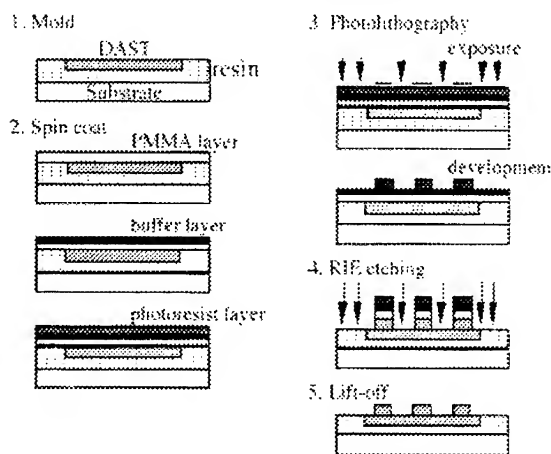 1. Mold
DAST
resin
Substrate
2. Spin coat
PMMA layer
buffer layer
photoresist layer
3 Photolithography
exposure
development
4. RIE etching
5. Lift-off